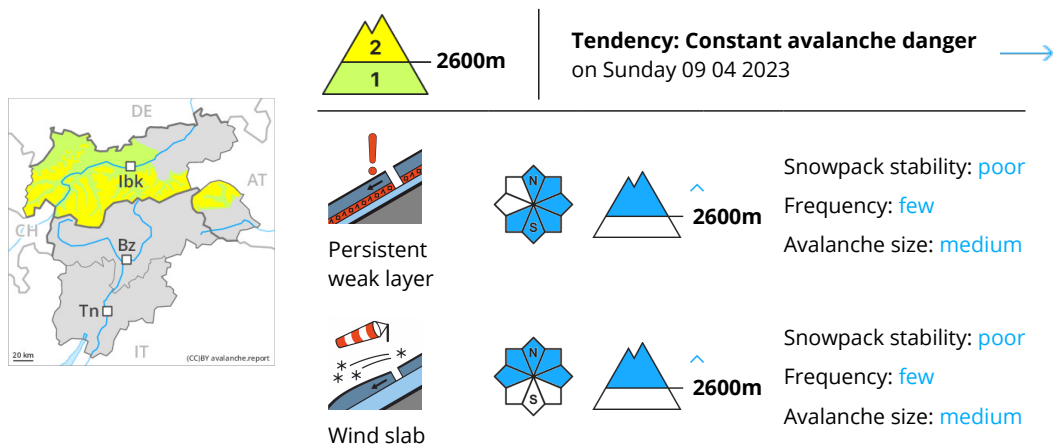 2
1
2600m
Tendency: Constant avalanche danger
on Sunday 09 04 2023
DE
Ibk
AT
CH
Bz
Tn
IT
20 km
(CC)BY avalanche.report
N
S
2600m
Persistent
weak layer
Snowpack stability: poor
Frequency: few
Avalanche size: medium
N
S
2600m
Wind slab
Snowpack stability: poor
Frequency: few
Avalanche size: medium